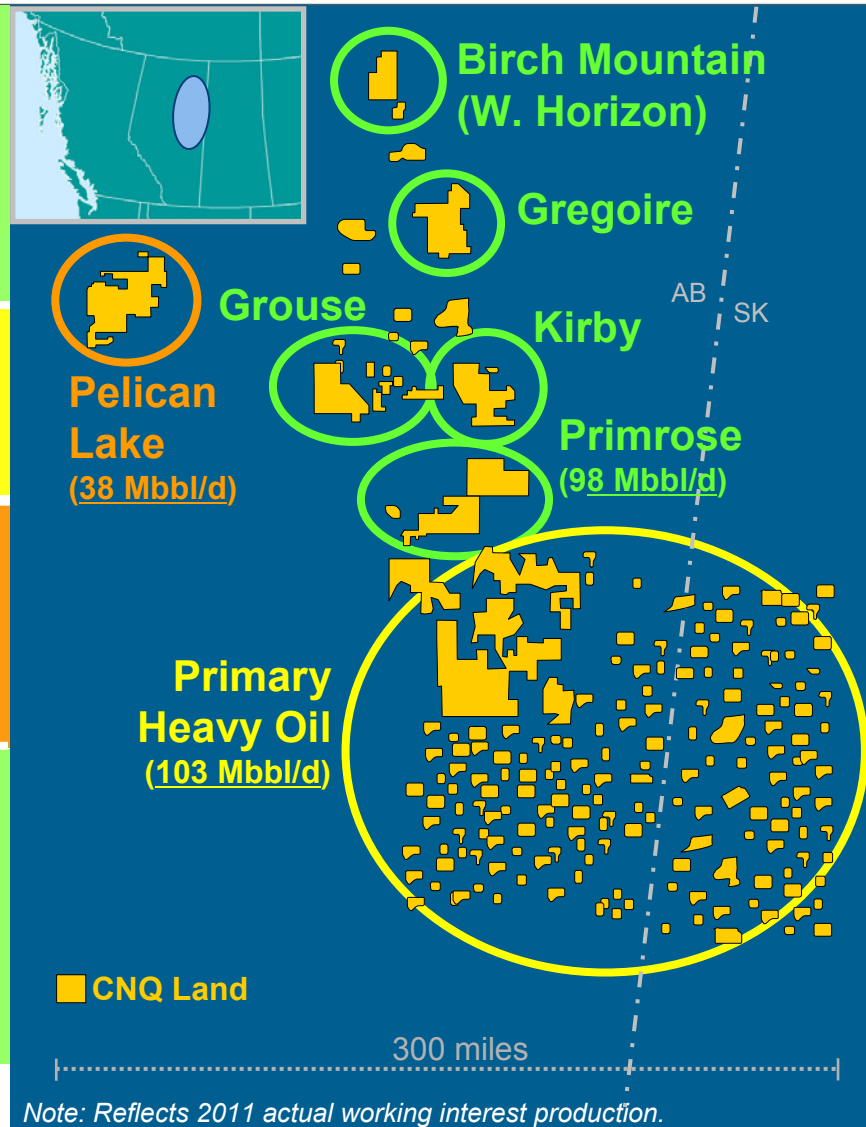 Birch Mountain
(W. Horizon)
Gregoire
AB
SK
Grouse
Kirby
Pelican
Lake
(38 Mbbl/d)
Primrose
(98 Mbbl/d)
Primary
Heavy Oil
(103 Mbbl/d)
CNQ Land
300 miles
Note: Reflects 2011 actual working interest production.